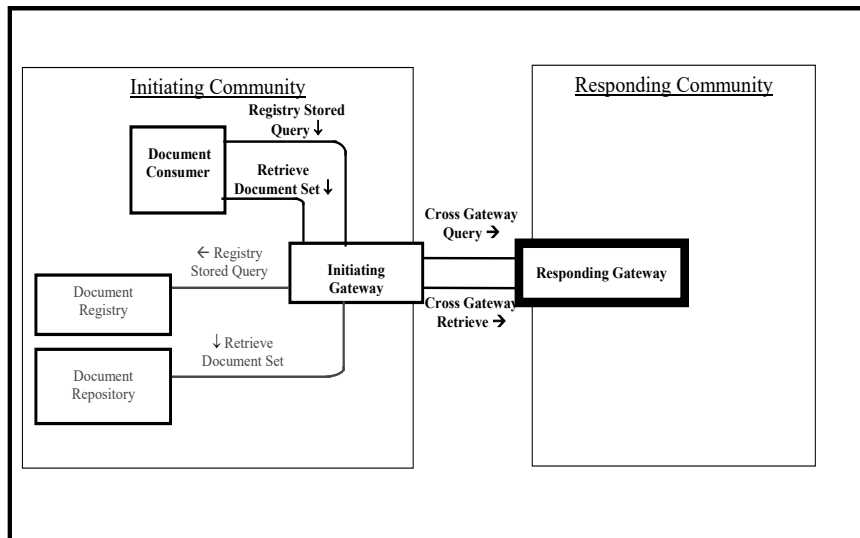 Initiating Community
Registry Stored
Query ↓
Document
Consumer
Retrieve
Document Set ↓
← Registry
Stored Query
Initiating
Gateway
Document
Registry
↓ Retrieve
Document Set
Document
Repository
Cross Gateway
Query →
Cross Gateway
Retrieve →
Responding Community
Responding Gateway